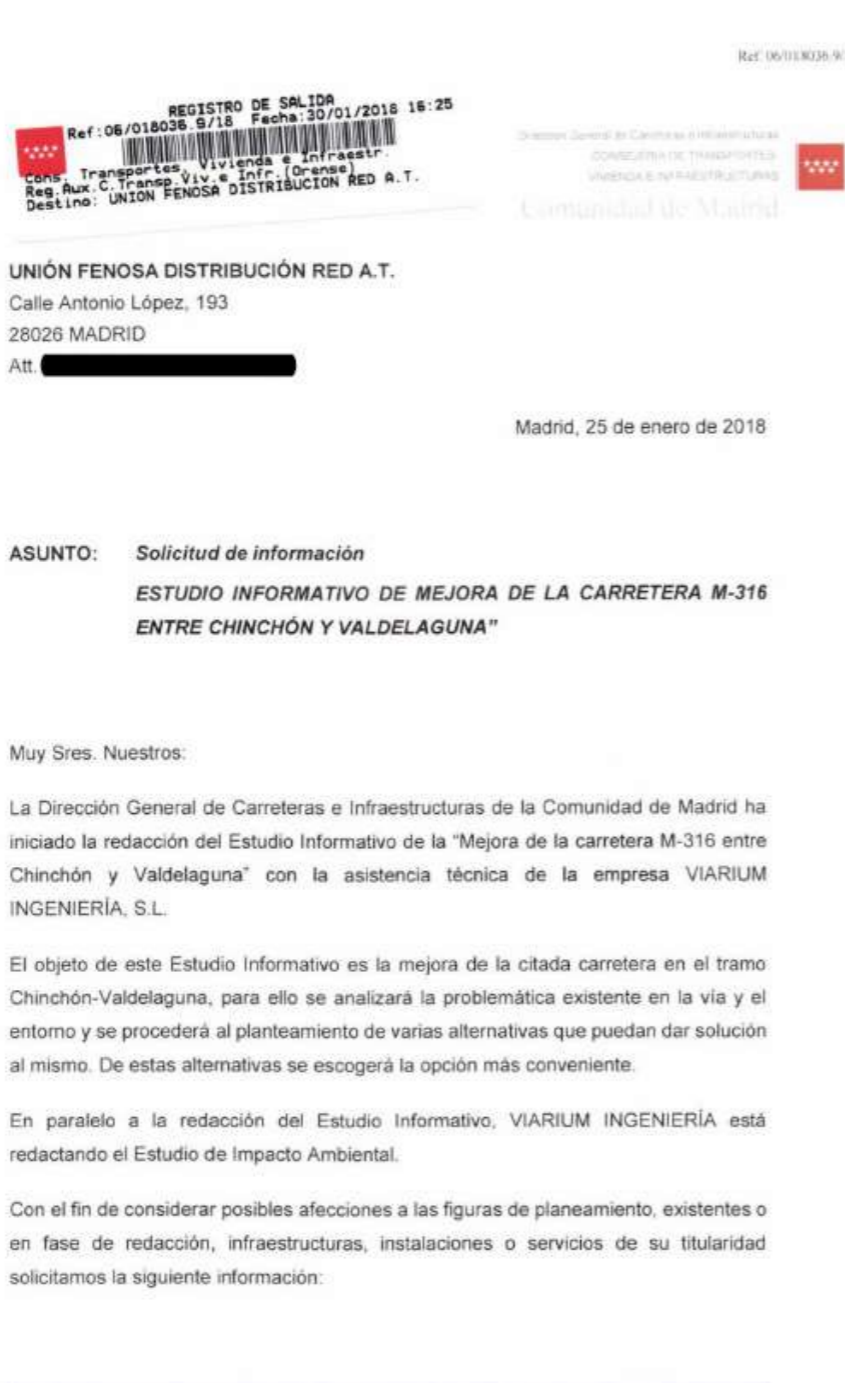 Ref: 06/018036.9/
REGISTRO DE SALIDA
Ref:06/018036.9/18 Fecha:30/01/2018 16:25
Cons. Transportes, Vivienda e Infraestr.
Reg.Aux.C.Transp.Viv.e Infr.(Orense)
Destino: UNION FENOSA DISTRIBUCION RED A.T.
Dirección General de Carreteras e Infraestructuras
CONSEJERÍA DE TRANSPORTES,
VIVIENDA E INFRAESTRUCTURAS
Comunidad de Madrid
UNIÓN FENOSA DISTRIBUCIÓN RED A.T.
Calle Antonio López, 193
28026 MADRID
Att.
Madrid, 25 de enero de 2018
ASUNTO: Solicitud de información
ESTUDIO INFORMATIVO DE MEJORA DE LA CARRETERA M-316
ENTRE CHINCHÓN Y VALDELAGUNA”
Muy Sres. Nuestros:
La Dirección General de Carreteras e Infraestructuras de la Comunidad de Madrid ha
iniciado la redacción del Estudio Informativo de la “Mejora de la carretera M-316 entre
Chinchón y Valdelaguna” con la asistencia técnica de la empresa VIARIUM
INGENIERÍA, S.L.
El objeto de este Estudio Informativo es la mejora de la citada carretera en el tramo
Chinchón-Valdelaguna, para ello se analizará la problemática existente en la vía y el
entorno y se procederá al planteamiento de varias alternativas que puedan dar solución
al mismo. De estas alternativas se escogerá la opción más conveniente.
En paralelo a la redacción del Estudio Informativo, VIARIUM INGENIERÍA está
redactando el Estudio de Impacto Ambiental.
Con el fin de considerar posibles afecciones a las figuras de planeamiento, existentes o
en fase de redacción, infraestructuras, instalaciones o servicios de su titularidad
solicitamos la siguiente información: